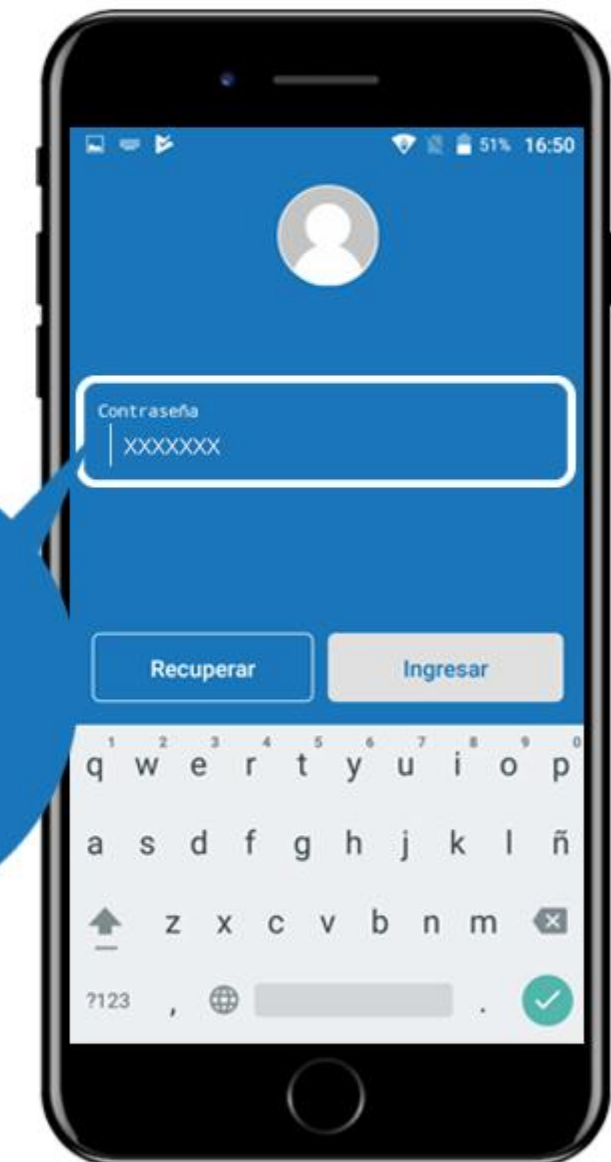 51% 16:50
Contraseña
XXXXXXX
Recuperar Ingresar
1 2 3 4 5 6 7 8 9 0
q w e r t y u i o p
a s d f g h j k l ñ
z x c v b n m
?123 , .